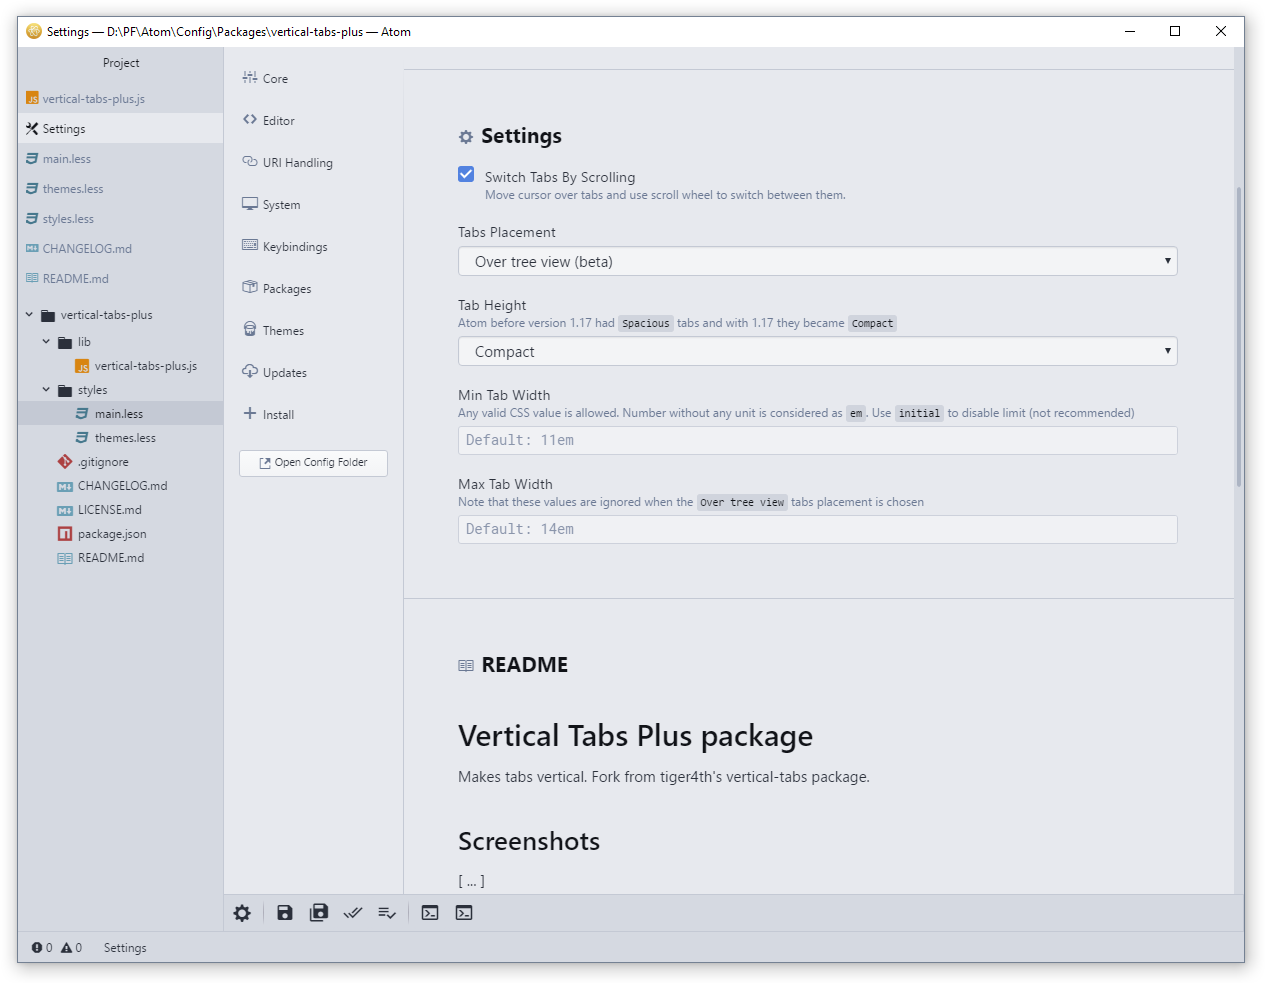 Settings — D:\PF\Atom\Config\Packages\vertical-tabs-plus — Atom
Project
vertical-tabs-plus.js
Settings
main.less
themes.less
styles.less
CHANGELOG.md
README.md
vertical-tabs-plus
lib
vertical-tabs-plus.js
styles
main.less
themes.less
.gitignore
CHANGELOG.md
LICENSE.md
package.json
README.md
Core
Editor
URI Handling
System
Keybindings
Packages
Themes
Updates
Install
Open Config Folder
Settings
Switch Tabs By Scrolling
Move cursor over tabs and use scroll wheel to switch between them.
Tabs Placement
Over tree view (beta)
Tab Height
Atom before version 1.17 had Spacious tabs and with 1.17 they became Compact
Compact
Min Tab Width
Any valid CSS value is allowed. Number without any unit is considered as em. Use initial to disable limit (not recommended)
Default: 11em
Max Tab Width
Note that these values are ignored when the Over tree view tabs placement is chosen
Default: 14em
README
Vertical Tabs Plus package
Makes tabs vertical. Fork from tiger4th's vertical-tabs package.
Screenshots
[ ... ]
0 0 Settings